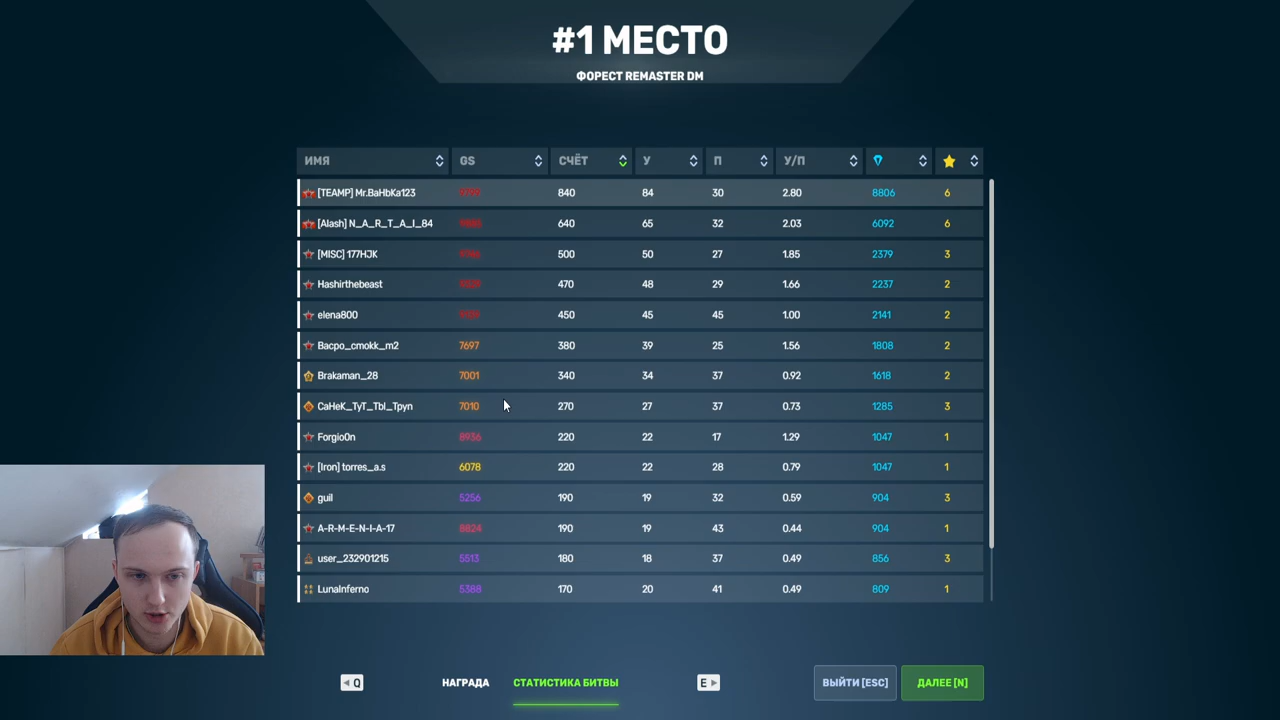 #1 МЕСТО
ФОРЕСТ REMASTER DM
ИМЯ GS СЧЁТ У П У/П
[TEAMP] Mr.BaHbKa123 840 84 30 2.80 8806 6
[Alash] N_A_R_T_A_I_84 640 65 32 2.03 6092 6
[MISC] 177HJK 500 50 27 1.85 2379 3
Hashirthebeast 470 48 29 1.66 2237 2
elena800 450 45 45 1.00 2141 2
Bacpo_cmokk_m2 7697 380 39 25 1.56 1808 2
Brakaman_28 7001 340 34 37 0.92 1618 2
CaHeK_TyT_TbI_Tpyn 7010 270 27 37 0.73 1285 3
Forgio0n 8936 220 22 17 1.29 1047 1
[Iron] torres_a.s 6078 220 22 28 0.79 1047 1
guil 5256 190 19 32 0.59 904 3
A-R-M-E-N-I-A-17 8824 190 19 43 0.44 904 1
user_232901215 5513 180 18 37 0.49 856 3
LunaInferno 5388 170 20 41 0.49 809 1
Q НАГРАДА СТАТИСТИКА БИТВЫ E ВЫЙТИ [ESC] ДАЛЕЕ [N]